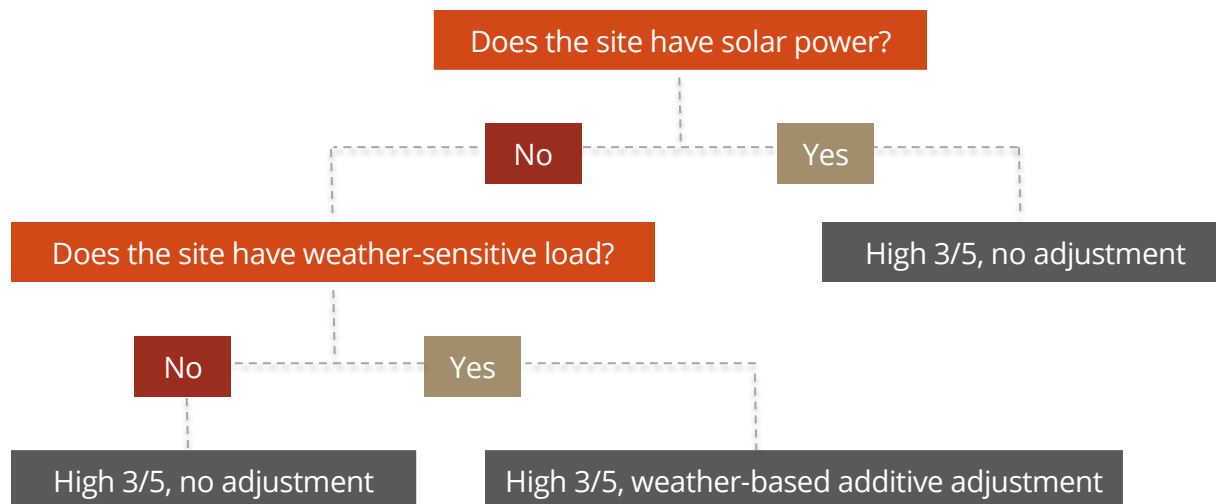 Does the site have solar power?
No
Yes
Does the site have weather-sensitive load?
High 3/5, no adjustment
No
Yes
High 3/5, no adjustment
High 3/5, weather-based additive adjustment